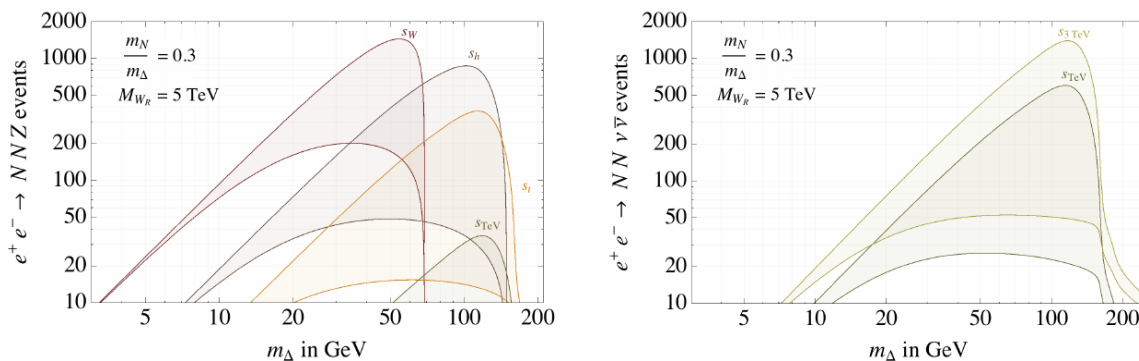 2000
1000
500
200
100
50
20
10
e⁺ e⁻ → N N Z events
m_N / m_Δ = 0.3
M_{W_R} = 5 TeV
s_W
s_h
s_t
s_TeV
5 10 20 50 100 200
m_Δ in GeV
2000
1000
500
200
100
50
20
10
e⁺ e⁻ → N N ν ν̄ events
m_N / m_Δ = 0.3
M_{W_R} = 5 TeV
s_{3 TeV}
s_TeV
5 10 20 50 100 200
m_Δ in GeV